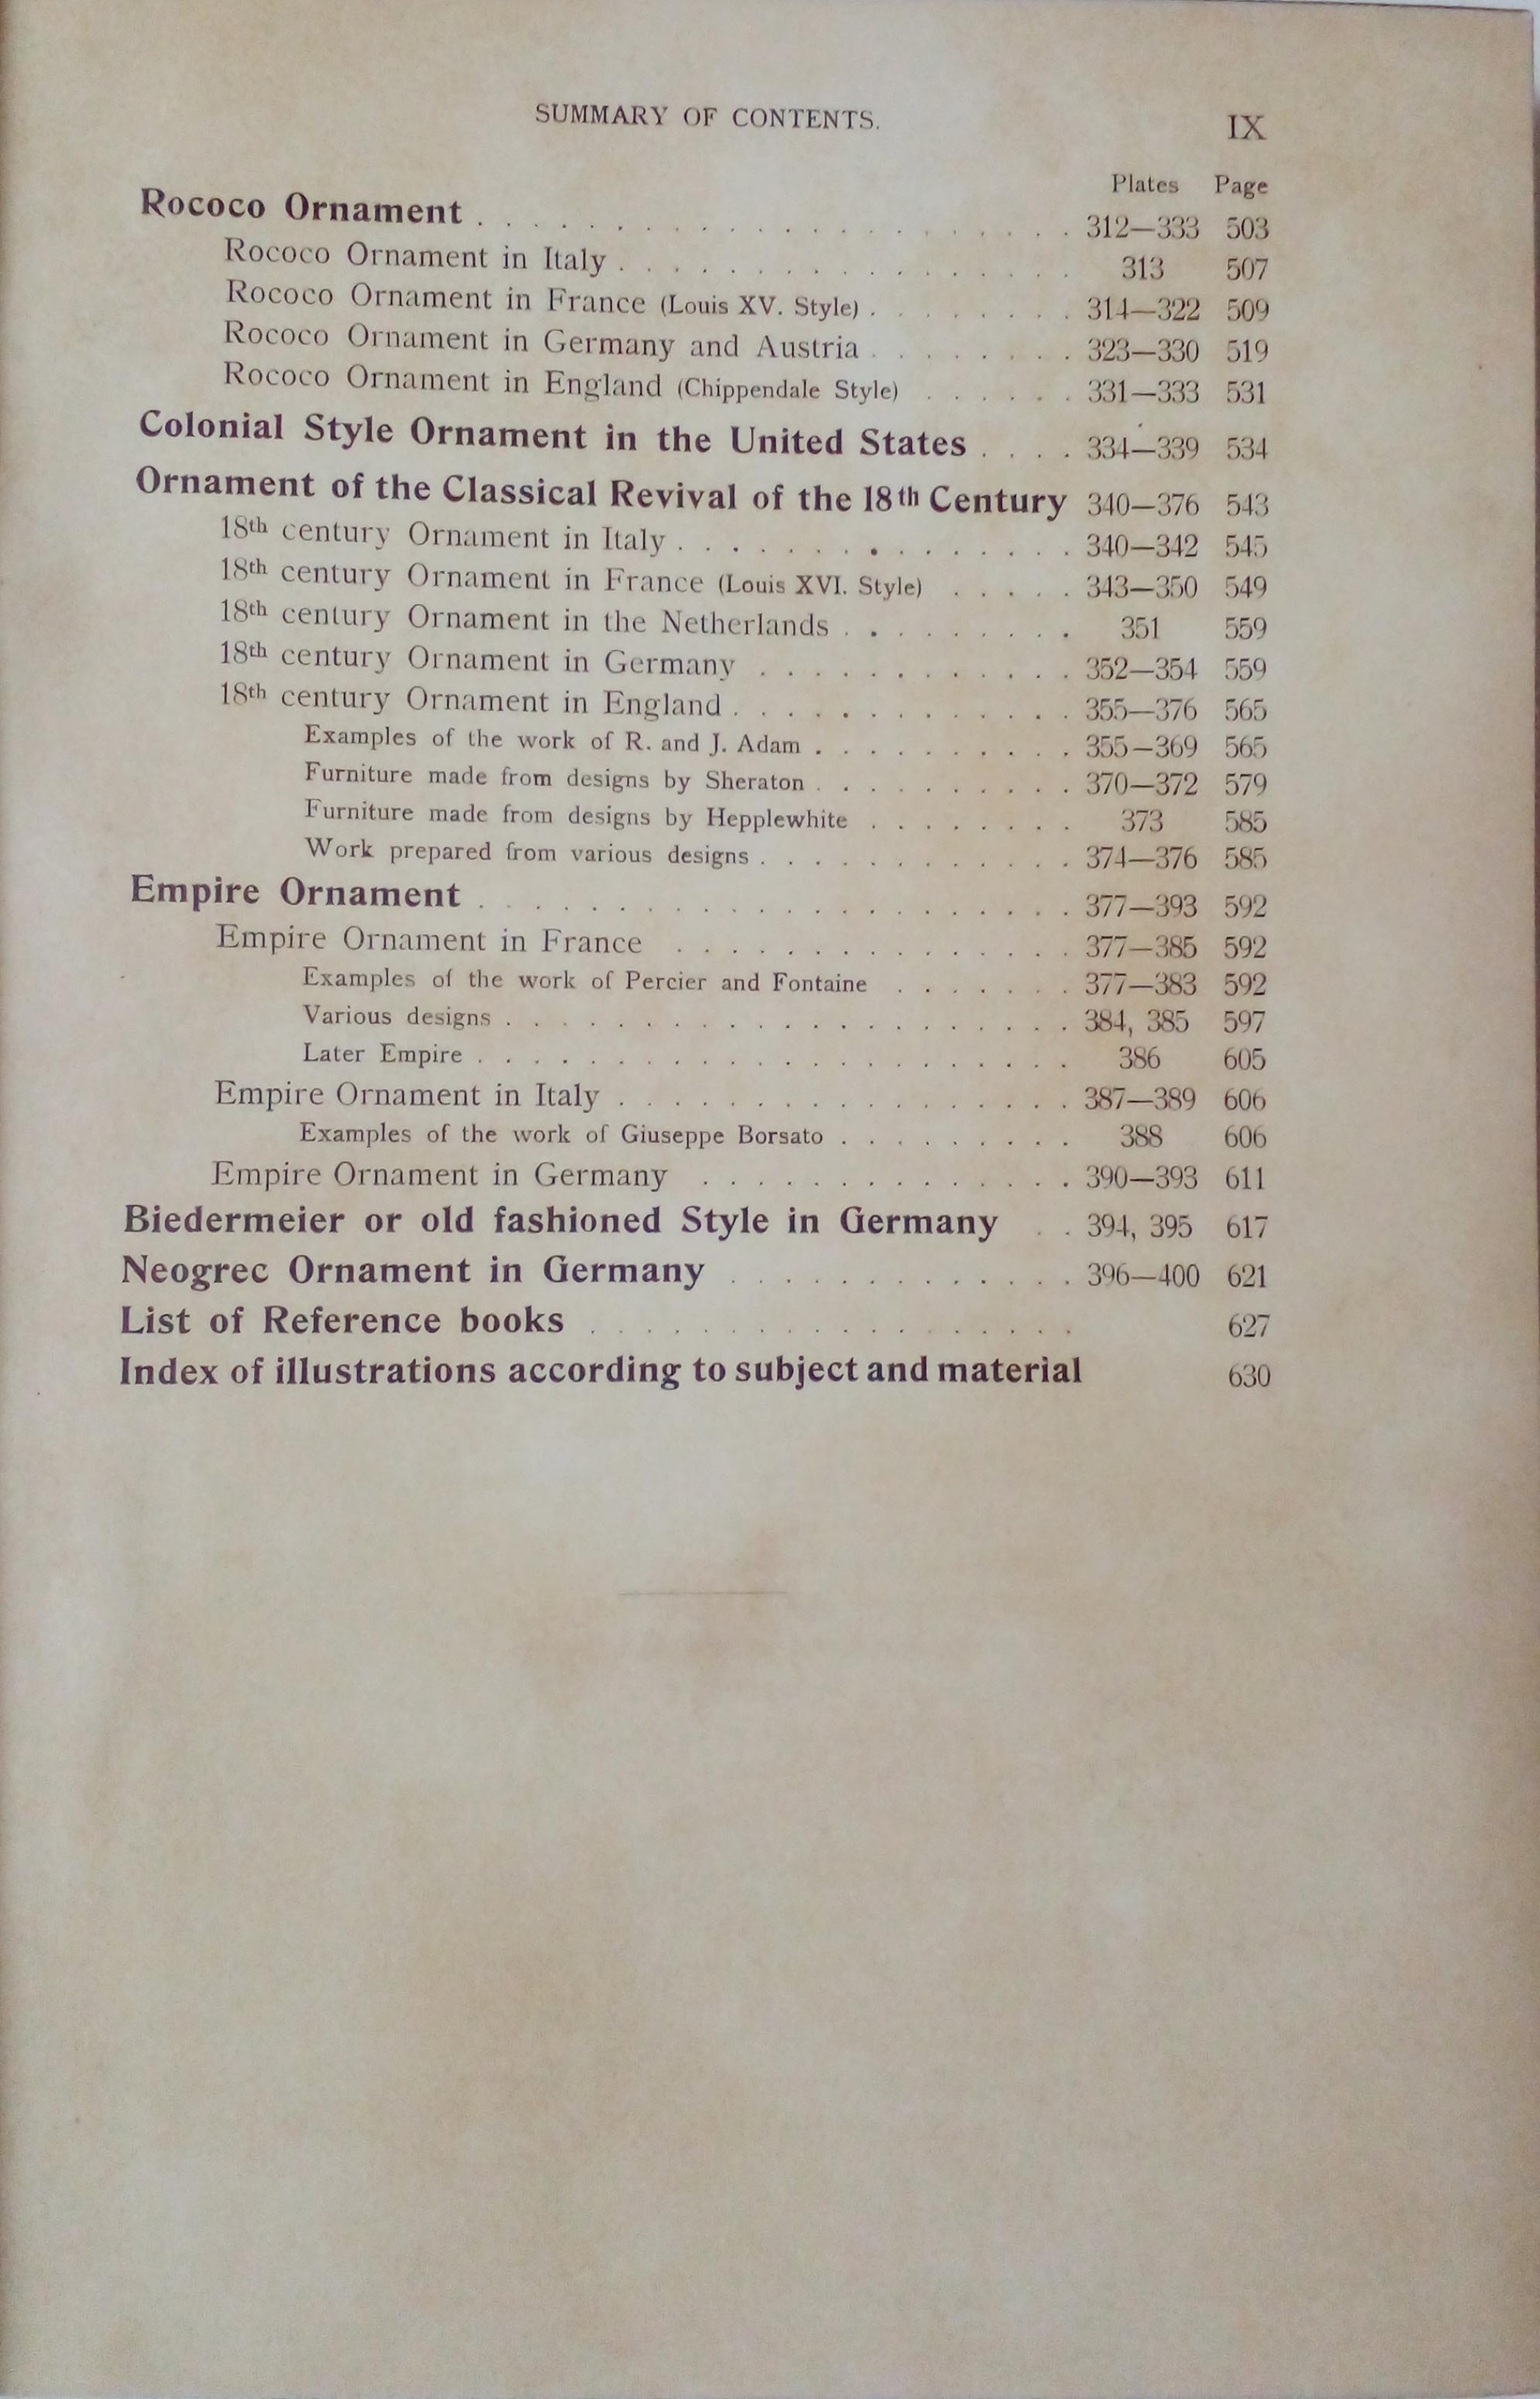 SUMMARY OF CONTENTS. IX
Plates Page
Rococo Ornament . . . . . . . . . . . . . . . . . . . . . . 312—333 503
Rococo Ornament in Italy . . . . . . . . . . . . . . . . . 313 507
Rococo Ornament in France (Louis XV. Style) . . . . . . . . 314—322 509
Rococo Ornament in Germany and Austria . . . . . . . . 323—330 519
Rococo Ornament in England (Chippendale Style) . . . . . . 331—333 531
Colonial Style Ornament in the United States . . . . 334—339 534
Ornament of the Classical Revival of the 18th Century 340—376 543
18th century Ornament in Italy . . . . . . . . . . . . . . . 340—342 545
18th century Ornament in France (Louis XVI. Style) . . . . . 343—350 549
18th century Ornament in the Netherlands . . . . . . . . . 351 559
18th century Ornament in Germany . . . . . . . . . . . . 352—354 559
18th century Ornament in England . . . . . . . . . . . . . 355—376 565
Examples of the work of R. and J. Adam . . . . . . . . . . 355—369 565
Furniture made from designs by Sheraton . . . . . . . . . . 370—372 579
Furniture made from designs by Hepplewhite . . . . . . . . 373 585
Work prepared from various designs . . . . . . . . . . . . 374—376 585
Empire Ornament . . . . . . . . . . . . . . . . . . . . . . 377—393 592
Empire Ornament in France . . . . . . . . . . . . . . . 377—385 592
Examples of the work of Percier and Fontaine . . . . . . . 377—383 592
Various designs . . . . . . . . . . . . . . . . . . . . . 384, 385 597
Later Empire . . . . . . . . . . . . . . . . . . . . . . 386 605
Empire Ornament in Italy . . . . . . . . . . . . . . . . . 387—389 606
Examples of the work of Giuseppe Borsato . . . . . . . . . 388 606
Empire Ornament in Germany . . . . . . . . . . . . . . 390—393 611
Biedermeier or old fashioned Style in Germany . . 394, 395 617
Neogrec Ornament in Germany . . . . . . . . . . . . . 396—400 621
List of Reference books . . . . . . . . . . . . . . . . . . 627
Index of illustrations according to subject and material 630